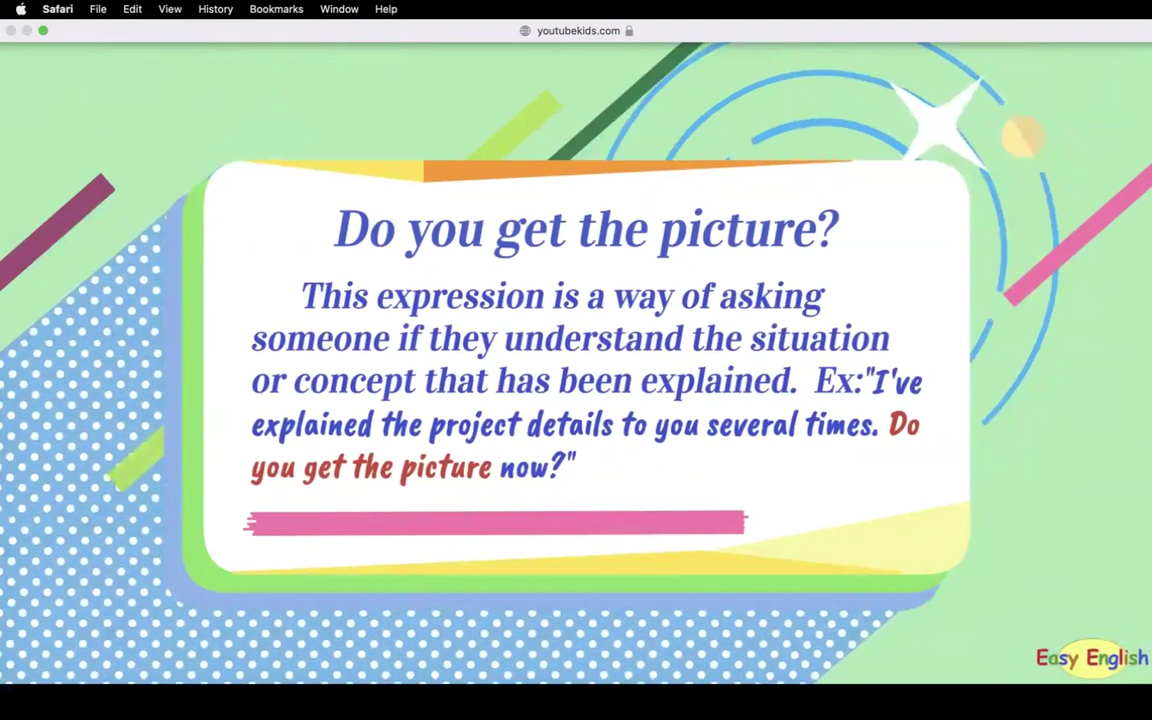 Safari File Edit View History Bookmarks Window Help
youtubekids.com
Do you get the picture?
This expression is a way of asking
someone if they understand the situation
or concept that has been explained. Ex:"I've
explained the project details to you several times. Do
you get the picture now?"
Easy English